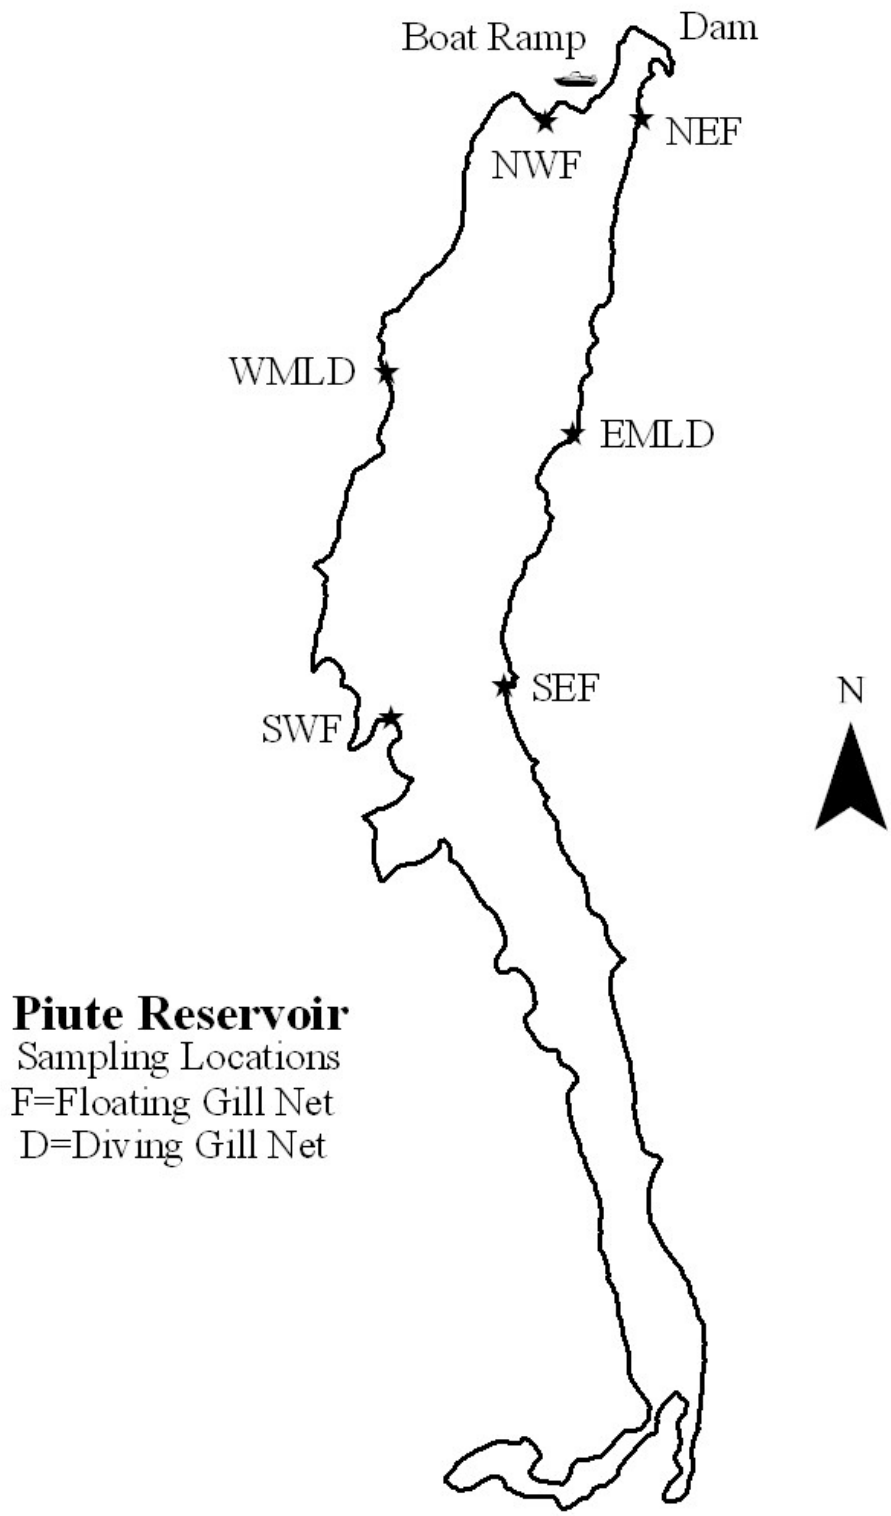 Boat Ramp
Dam
NWF
NEF
WMLD
EMLD
SEF
SWF
N
Piute Reservoir
Sampling Locations
F=Floating Gill Net
D=Diving Gill Net